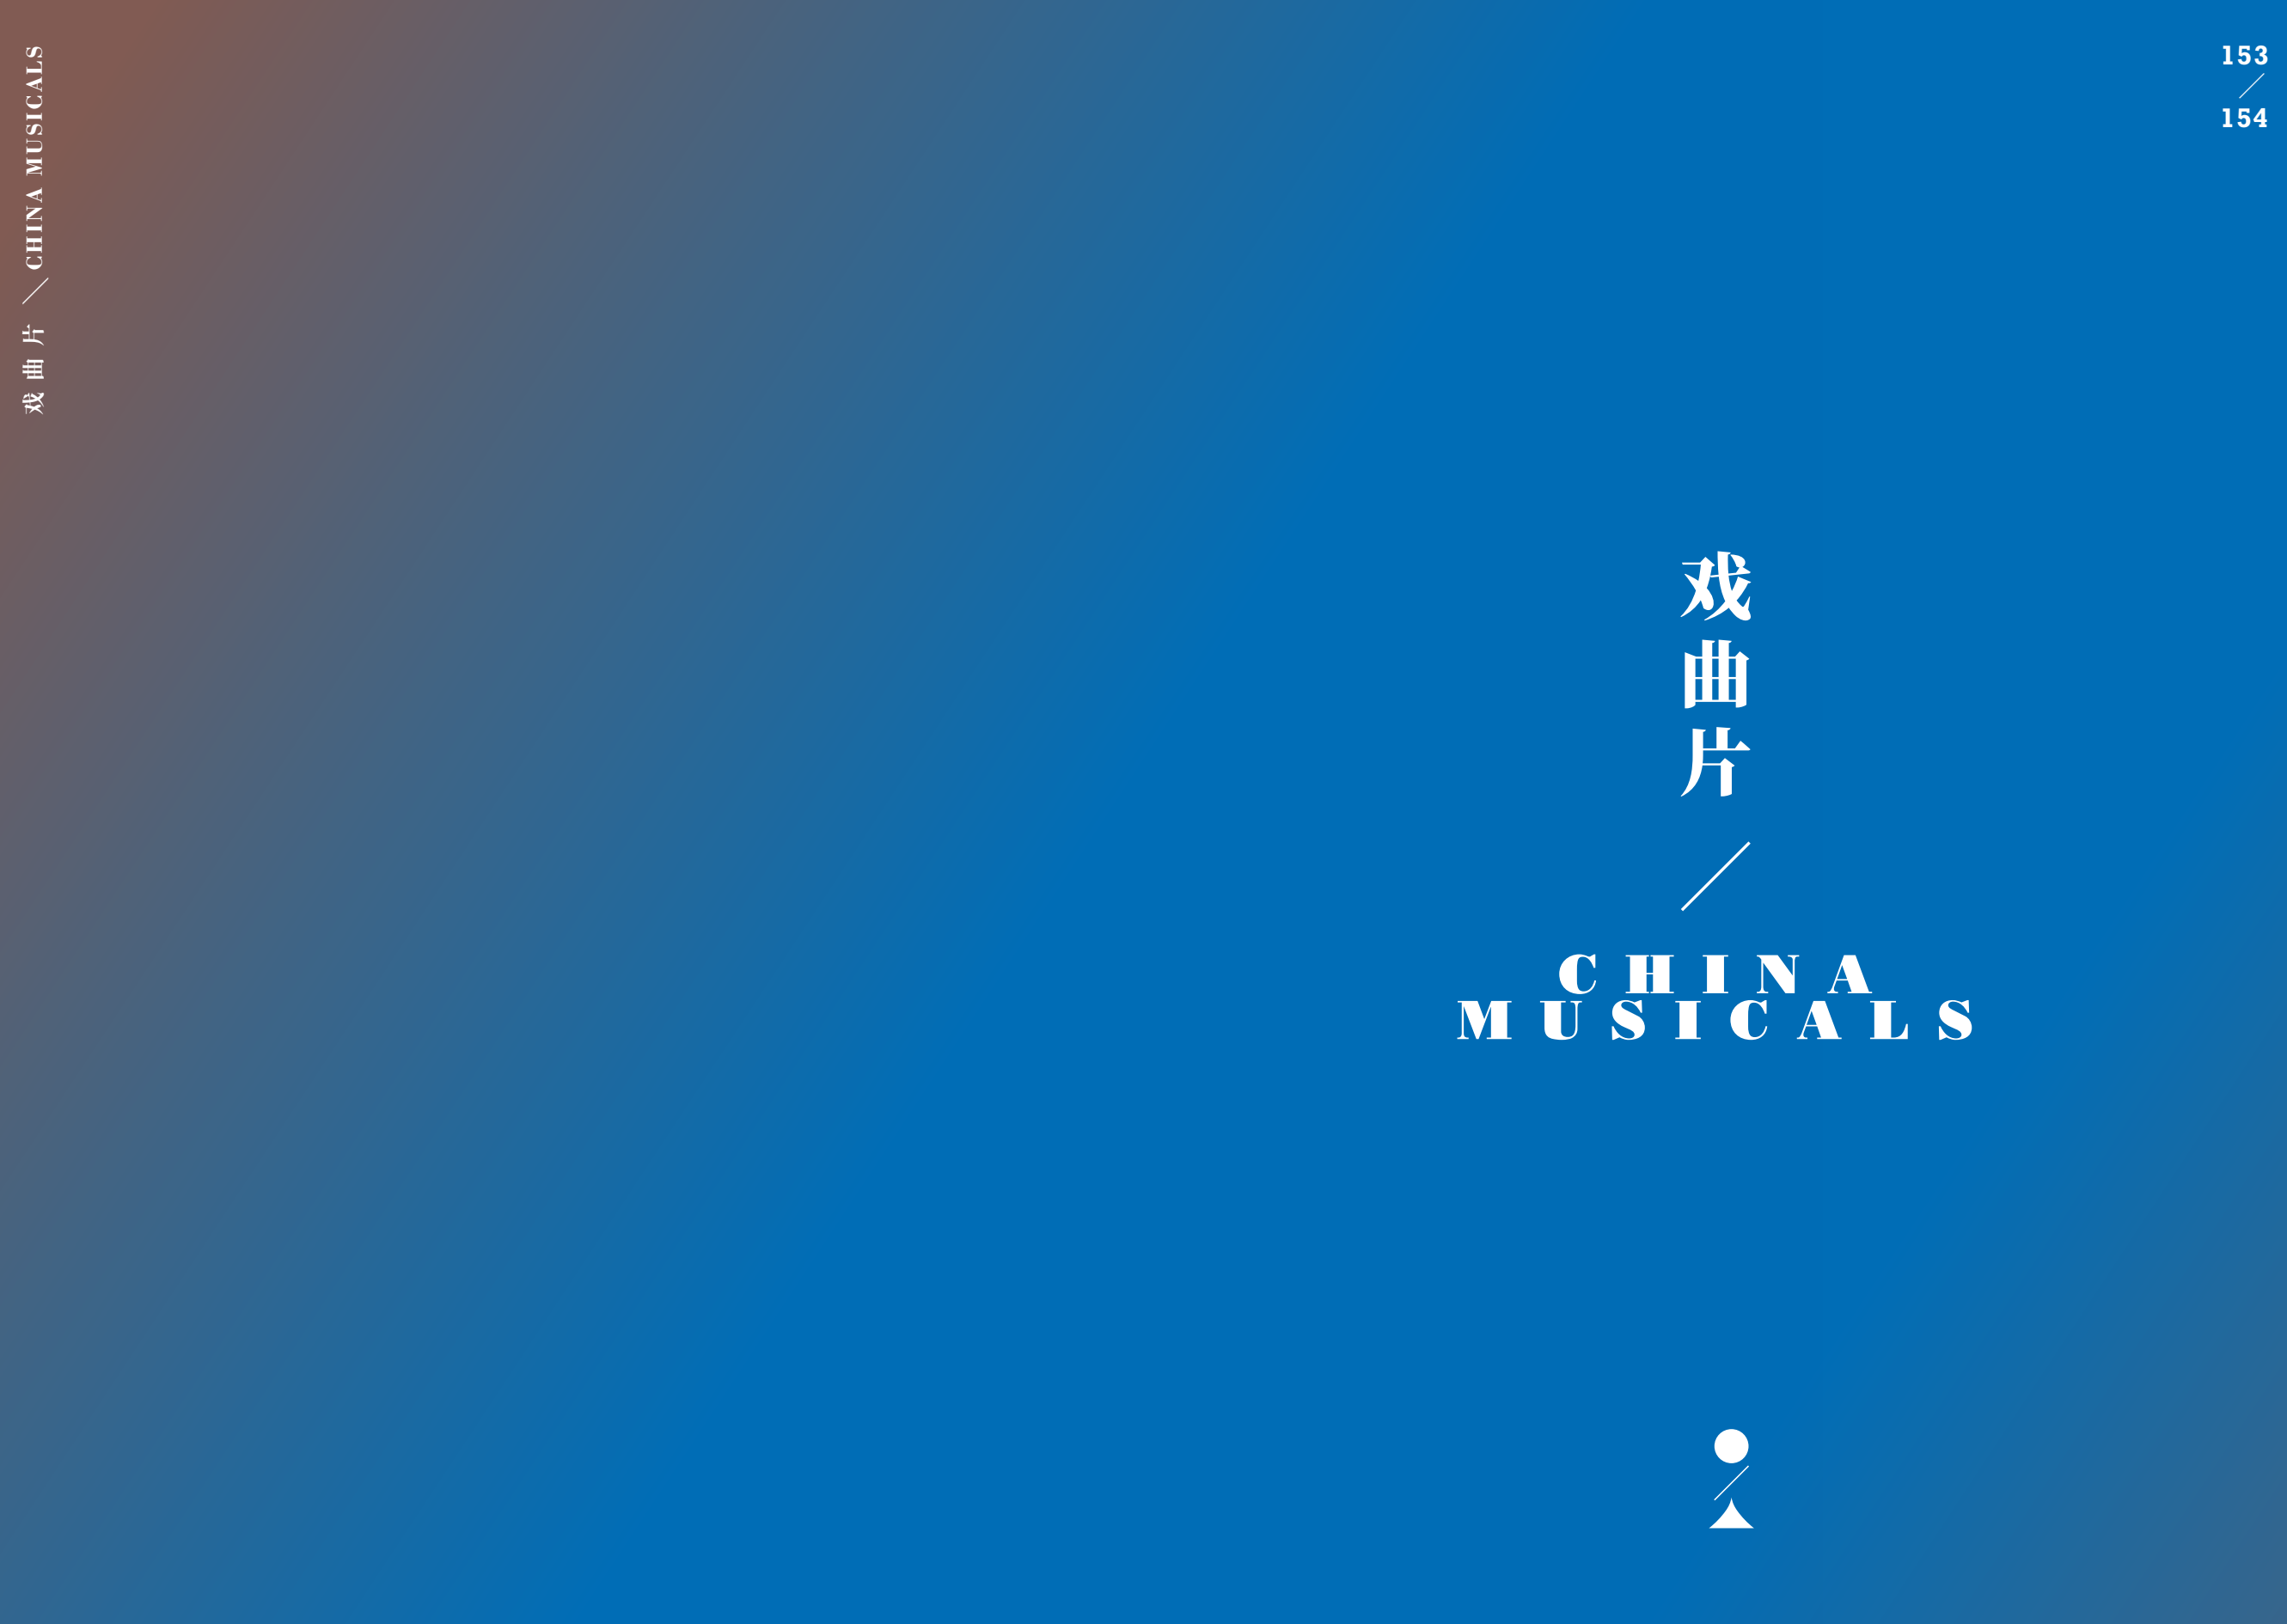 戏曲片 / CHINA MUSICALS
153
/
154
戏曲片
/
CHINA
MUSICALS